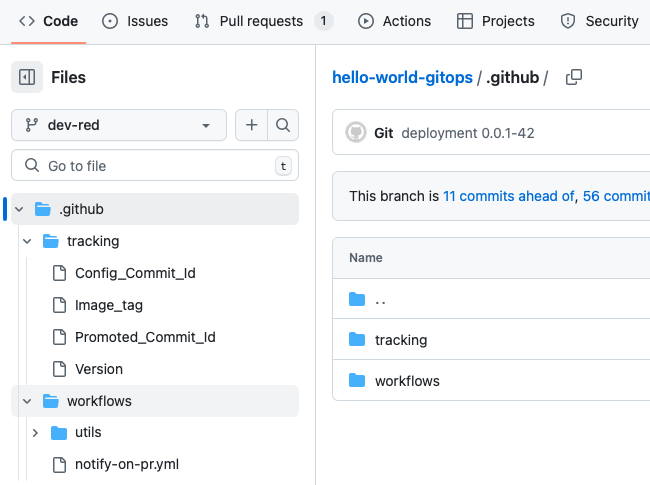 Code Issues Pull requests 1 Actions Projects Security
Files
dev-red
Go to file t
.github
tracking
Config_Commit_Id
Image_tag
Promoted_Commit_Id
Version
workflows
utils
notify-on-pr.yml
hello-world-gitops / .github /
Git deployment 0.0.1-42
This branch is 11 commits ahead of, 56 commit
Name
..
tracking
workflows